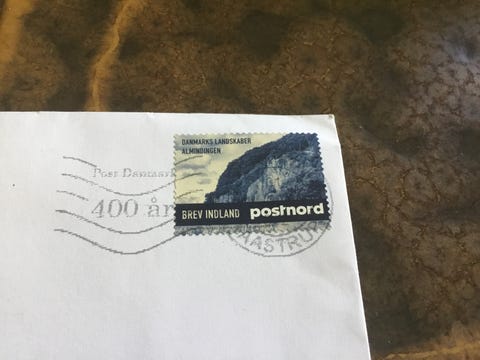 DANMARKS LANDSKABER
ALMINDINGEN
Post Danmark
400 år
BREV INDLAND postnord